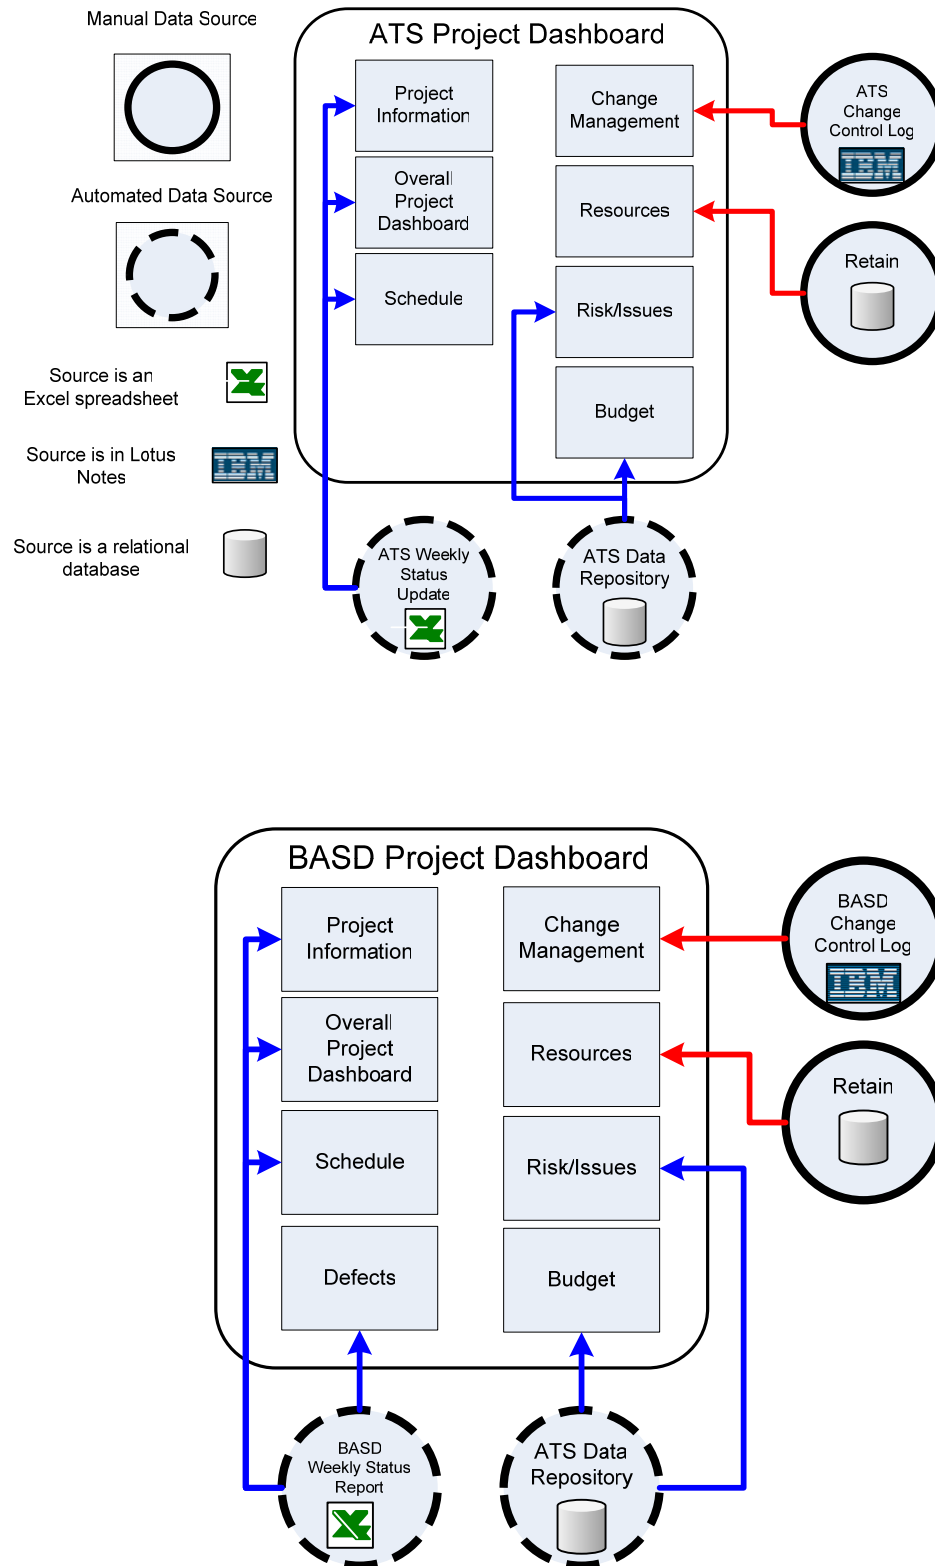 Manual Data Source
Automated Data Source
Source is an
Excel spreadsheet
Source is in Lotus
Notes
IBM
Source is a relational
database
ATS Project Dashboard
Project
Information
Overall
Project
Dashboard
Schedule
Change
Management
Resources
Risk/Issues
Budget
ATS
Change
Control Log
IBM
Retain
ATS Weekly
Status
Update
ATS Data
Repository
BASD Project Dashboard
Project
Information
Overall
Project
Dashboard
Schedule
Defects
Change
Management
Resources
Risk/Issues
Budget
BASD
Change
Control Log
IBM
Retain
BASD
Weekly Status
Report
ATS Data
Repository